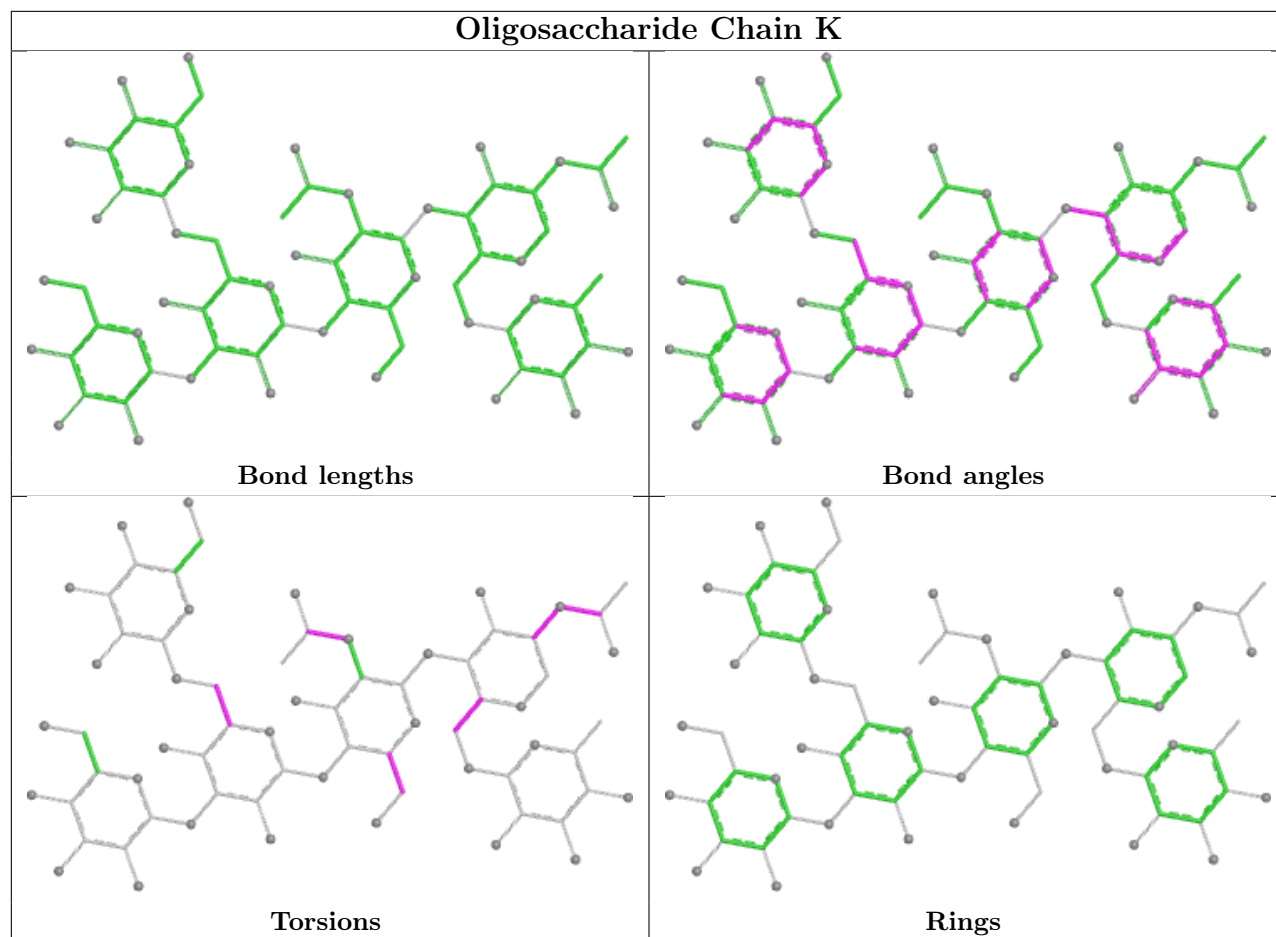 Oligosaccharide Chain K
Bond lengths
Bond angles
Torsions
Rings